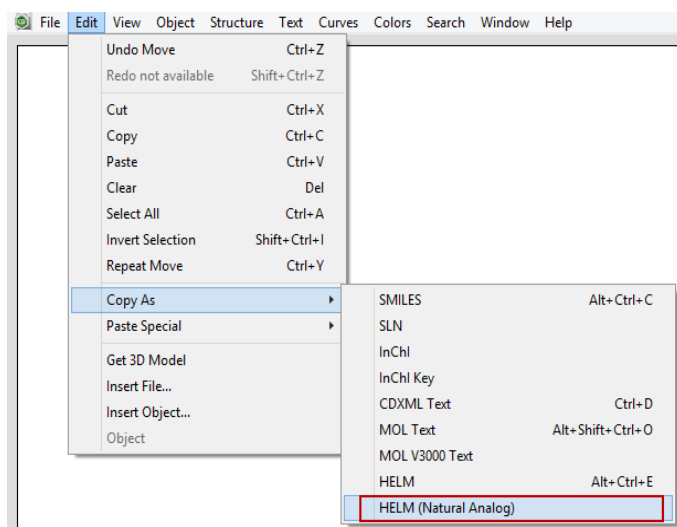 File Edit View Object Structure Text Curves Colors Search Window Help
Undo Move Ctrl+Z
Redo not available Shift+Ctrl+Z
Cut Ctrl+X
Copy Ctrl+C
Paste Ctrl+V
Clear Del
Select All Ctrl+A
Invert Selection Shift+Ctrl+I
Repeat Move Ctrl+Y
Copy As
Paste Special
Get 3D Model
Insert File...
Insert Object...
Object
SMILES Alt+Ctrl+C
SLN
InChI
InChI Key
CDXML Text Ctrl+D
MOL Text Alt+Shift+Ctrl+O
MOL V3000 Text
HELM Alt+Ctrl+E
HELM (Natural Analog)